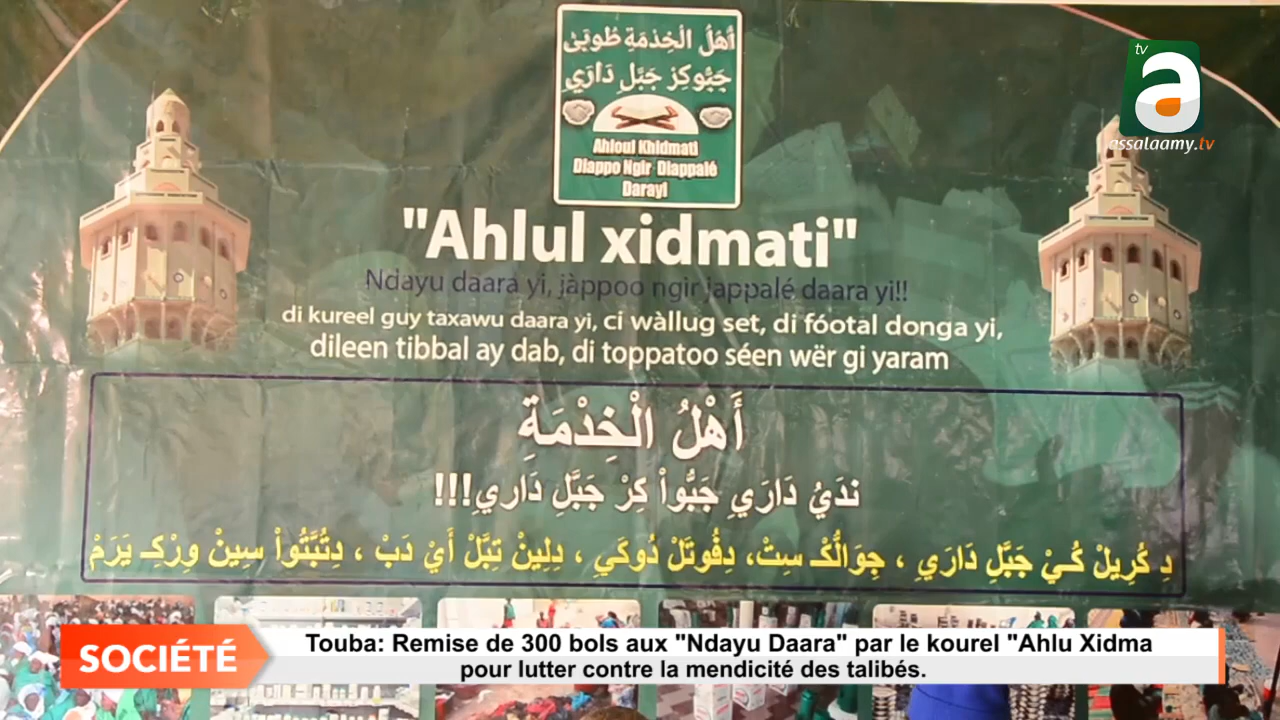 أَهْلُ الْخِدْمَةِ طُوبَىٰ
جَبُّوكِرْ جَبَّلِ دَارَيِ
Ahloul Khidmati
Diappo Ngir Diappalé
Darayi
tv
a
assalaamy.tv
"Ahlul xidmati"
Ndayu daara yi, jàppoo ngir jappalé daara yi!!
di kureel guy taxawu daara yi, ci wàllug set, di fóotal donga yi,
dileen tibbal ay dab, di toppatoo séen wër gi yaram
أَهْلُ الْخِدْمَةِ
ندَيُ دَارَيِ جَبُّواْ كِرْ جَبَّلِ دَاريِ!!!
دِ كُرِيلْ كُيْ جَبَّلِ دَارَيِ ، جِوَالُّكْ سِتْ، دِفُوتَلْ دُوكَيِ ، دِلِينْ تِبَّلْ أَيْ دَبْ ، دِتُبَّتُواْ سِيِنْ وِرْكِـ يَرَمْ
SOCIÉTÉ
Touba: Remise de 300 bols aux "Ndayu Daara" par le kourel "Ahlu Xidma
pour lutter contre la mendicité des talibés.